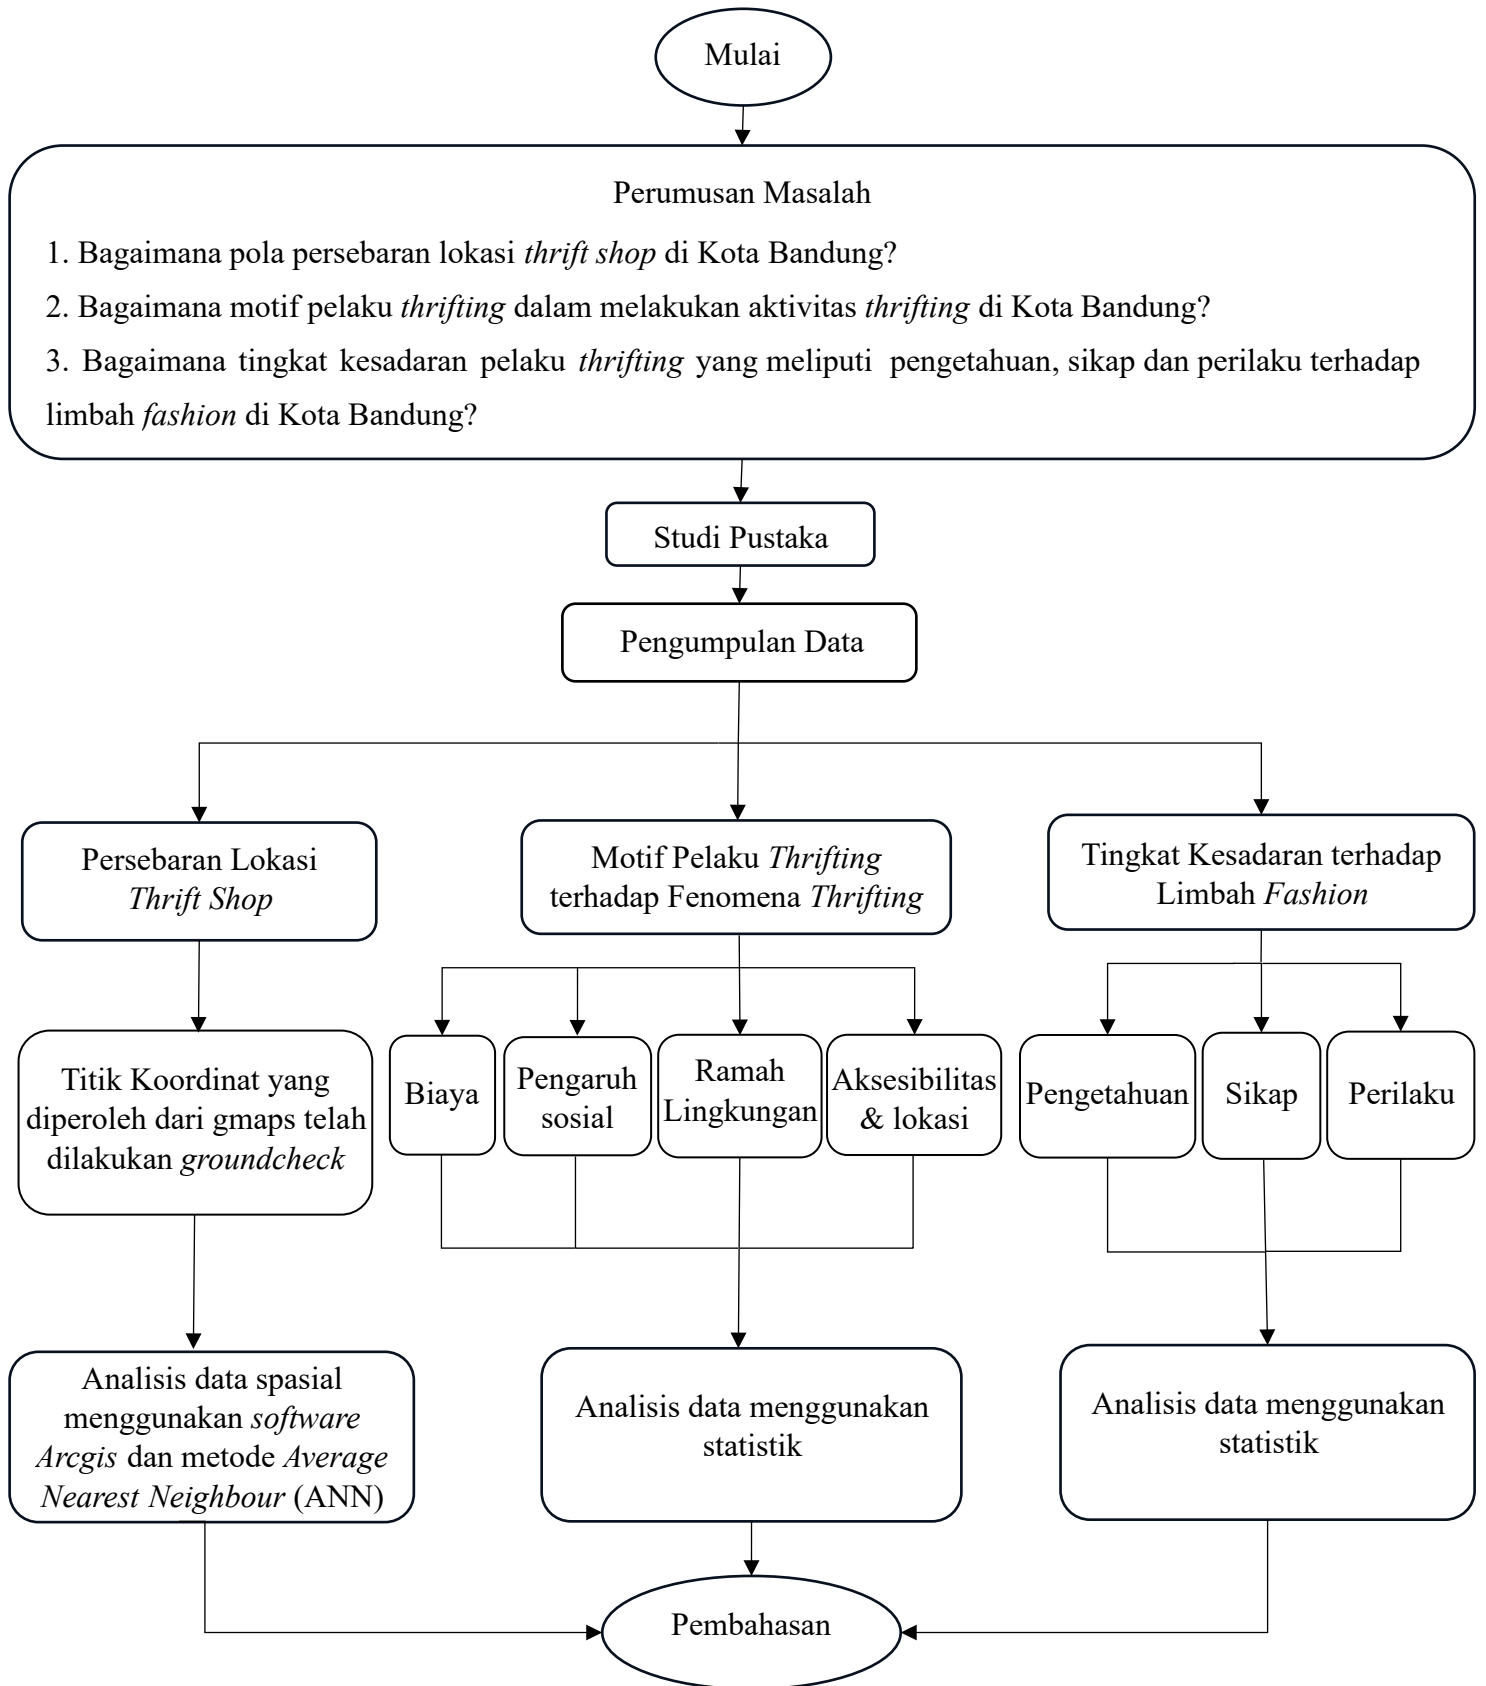 Mulai
Perumusan Masalah
1. Bagaimana pola persebaran lokasi thrift shop di Kota Bandung?
2. Bagaimana motif pelaku thrifting dalam melakukan aktivitas thrifting di Kota Bandung?
3. Bagaimana tingkat kesadaran pelaku thrifting yang meliputi pengetahuan, sikap dan perilaku terhadap
limbah fashion di Kota Bandung?
Studi Pustaka
Pengumpulan Data
Persebaran Lokasi
Thrift Shop
Motif Pelaku Thrifting
terhadap Fenomena Thrifting
Tingkat Kesadaran terhadap
Limbah Fashion
Titik Koordinat yang
diperoleh dari gmaps telah
dilakukan groundcheck
Biaya
Pengaruh
sosial
Ramah
Lingkungan
Aksesibilitas
& lokasi
Pengetahuan
Sikap
Perilaku
Analisis data spasial
menggunakan software
Arcgis dan metode Average
Nearest Neighbour (ANN)
Analisis data menggunakan
statistik
Analisis data menggunakan
statistik
Pembahasan